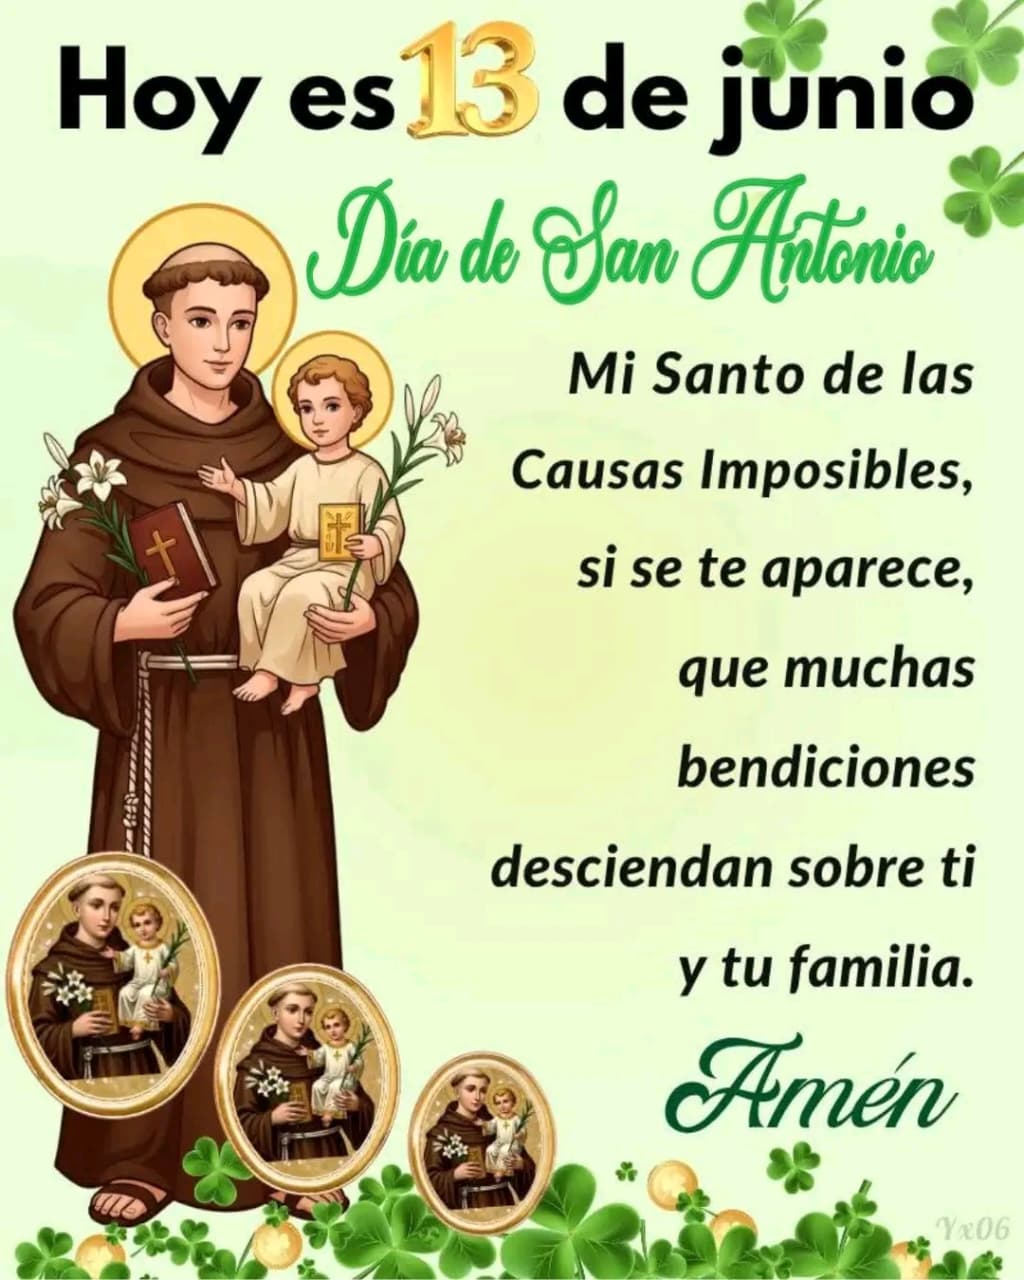 Hoy es 13 de junio
Día de San Antonio
Mi Santo de las
Causas Imposibles,
si se te aparece,
que muchas
bendiciones
desciendan sobre ti
y tu familia.
Amén
Yx06